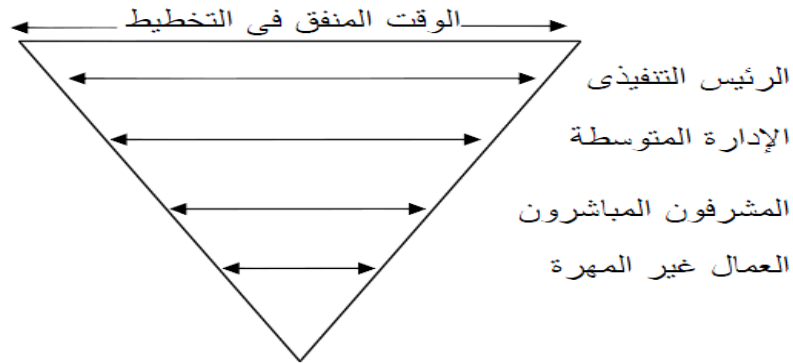 الوقت المنفق فى التخطيط
الرئيس التنفيذى
الإدارة المتوسطة
المشرفون المباشرون
العمال غير المهرة